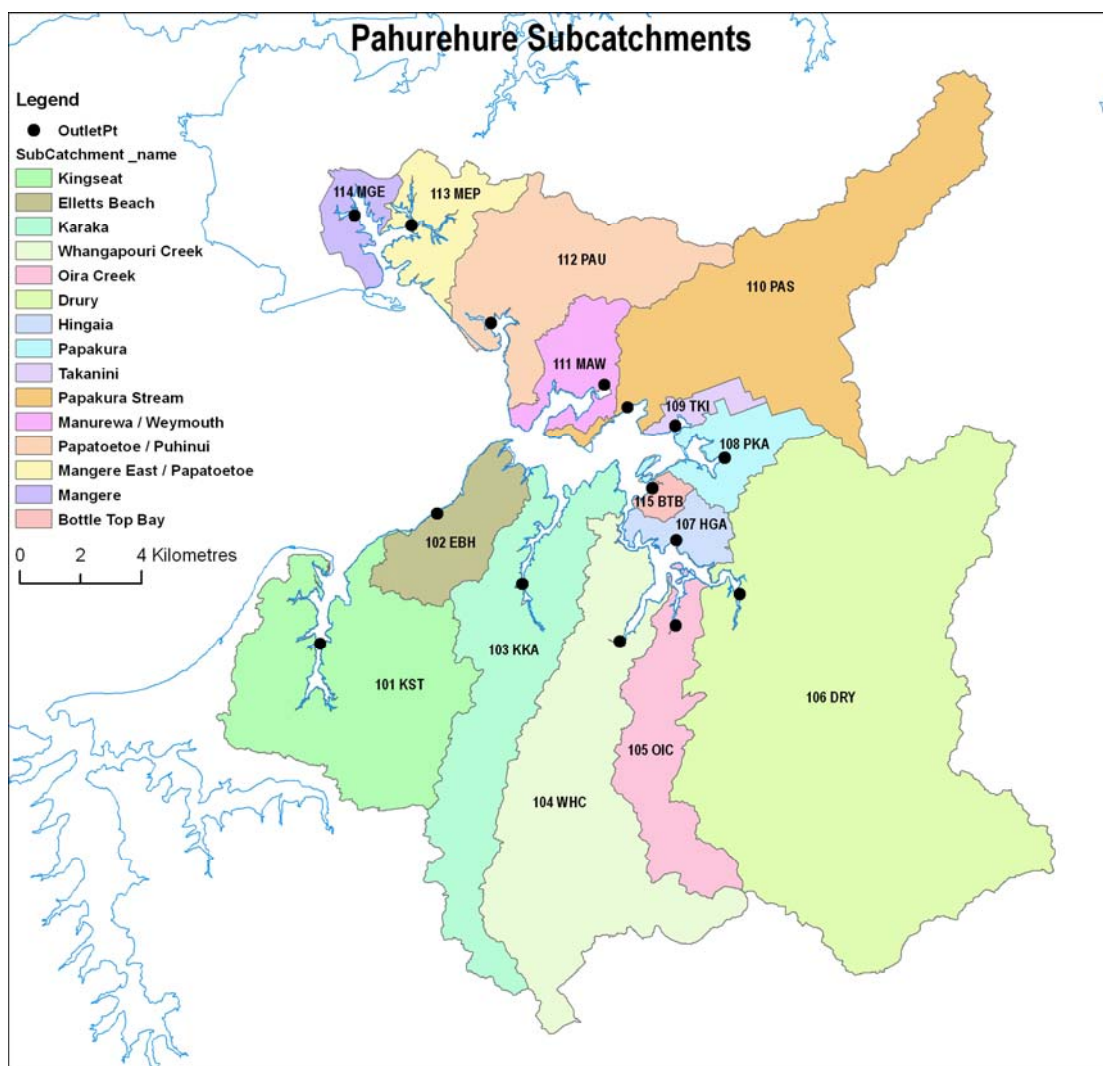 Pahurehure Subcatchments
Legend
OutletPt
SubCatchment _name
Kingseat
Elletts Beach
Karaka
Whangapouri Creek
Oira Creek
Drury
Hingaia
Papakura
Takanini
Papakura Stream
Manurewa / Weymouth
Papatoetoe / Puhinui
Mangere East / Papatoetoe
Mangere
Bottle Top Bay
0 2 4 Kilometres
114 MGE
113 MEP
112 PAU
110 PAS
111 MAW
109 TKI
108 PKA
115 BTB
107 HGA
102 EBH
103 KKA
101 KST
106 DRY
105 OIC
104 WHC